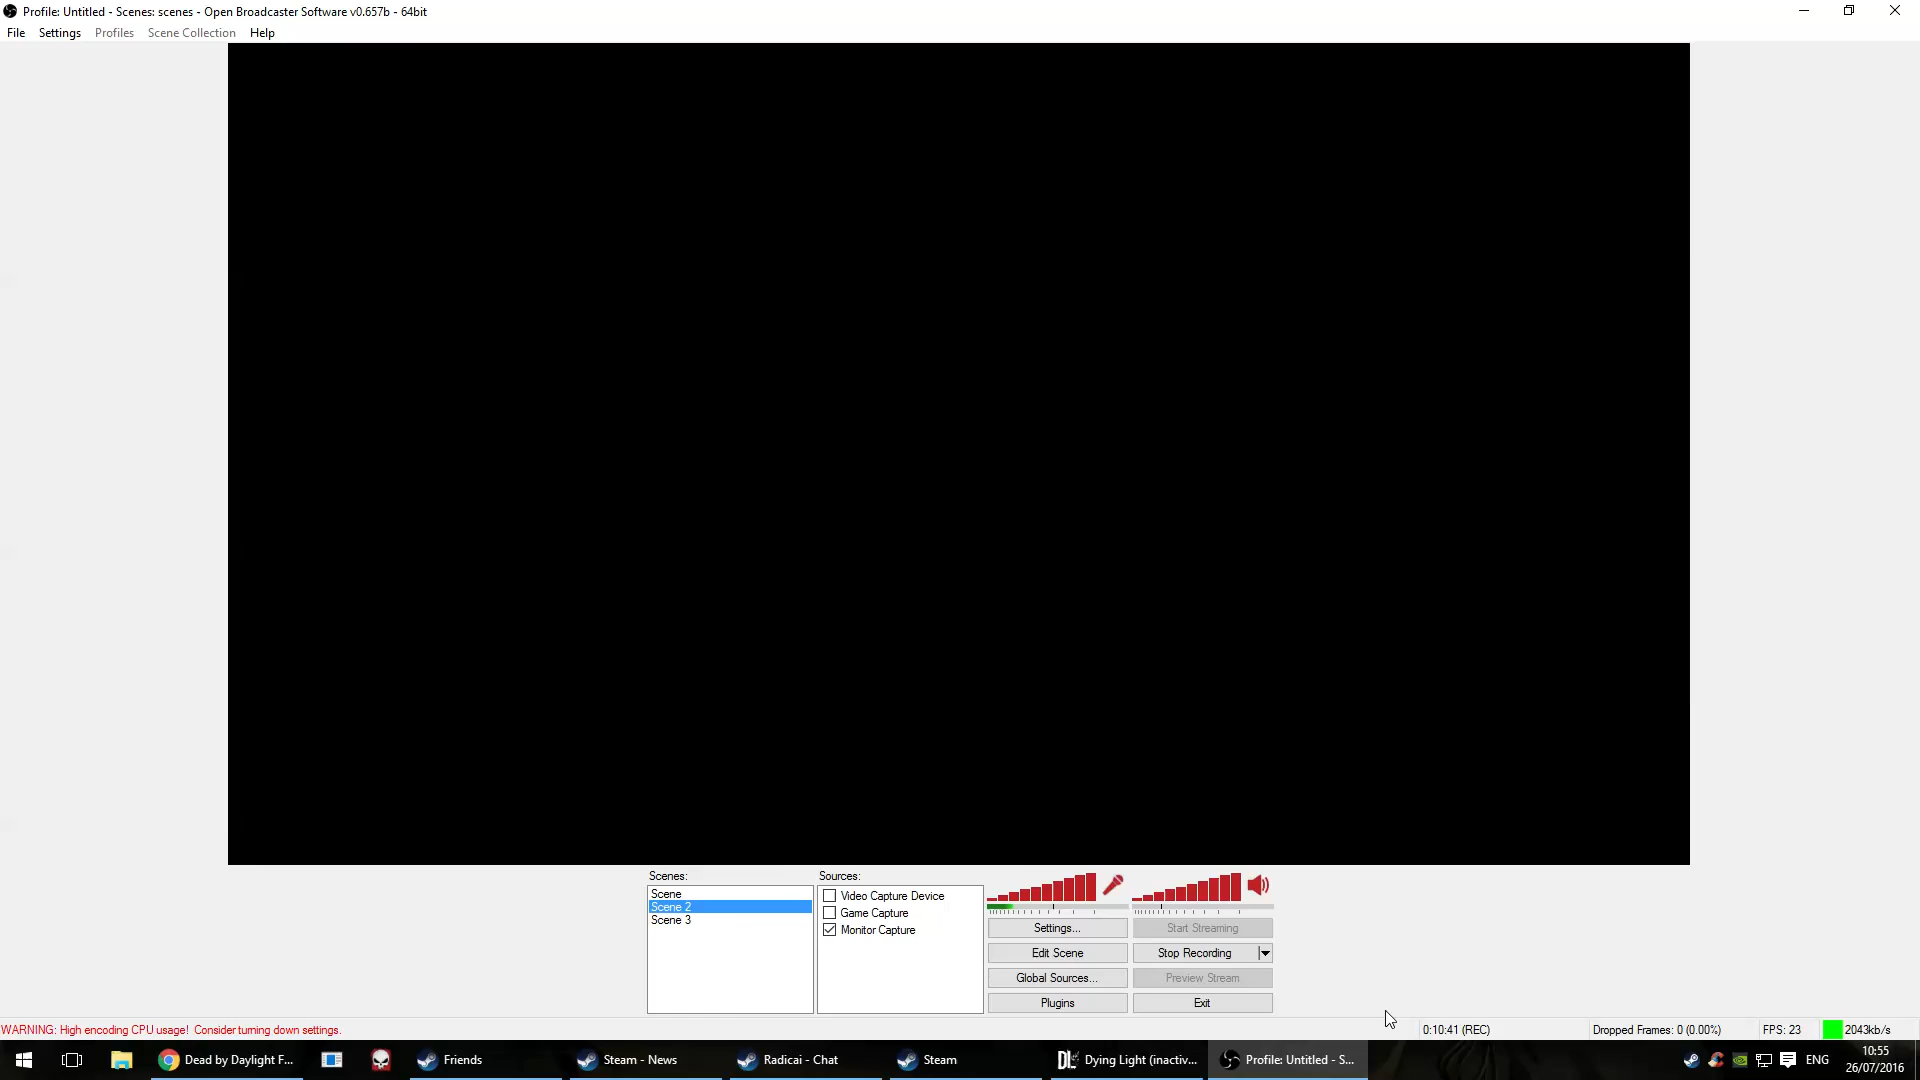 Profile: Untitled - Scenes: scenes - Open Broadcaster Software v0.657b - 64bit
File Settings Profiles Scene Collection Help
Scenes:
Scene
Scene 2
Scene 3
Sources:
Video Capture Device
Game Capture
Monitor Capture
Settings...
Start Streaming
Edit Scene
Stop Recording
Global Sources...
Preview Stream
Plugins
Exit
WARNING: High encoding CPU usage! Consider turning down settings.
0:10:41 (REC)
Dropped Frames: 0 (0.00%)
FPS: 23
2043kb/s
Dead by Daylight F...
Friends
Steam - News
Radicai - Chat
Steam
Dying Light (inactiv...
Profile: Untitled - S...
ENG
10:55
26/07/2016